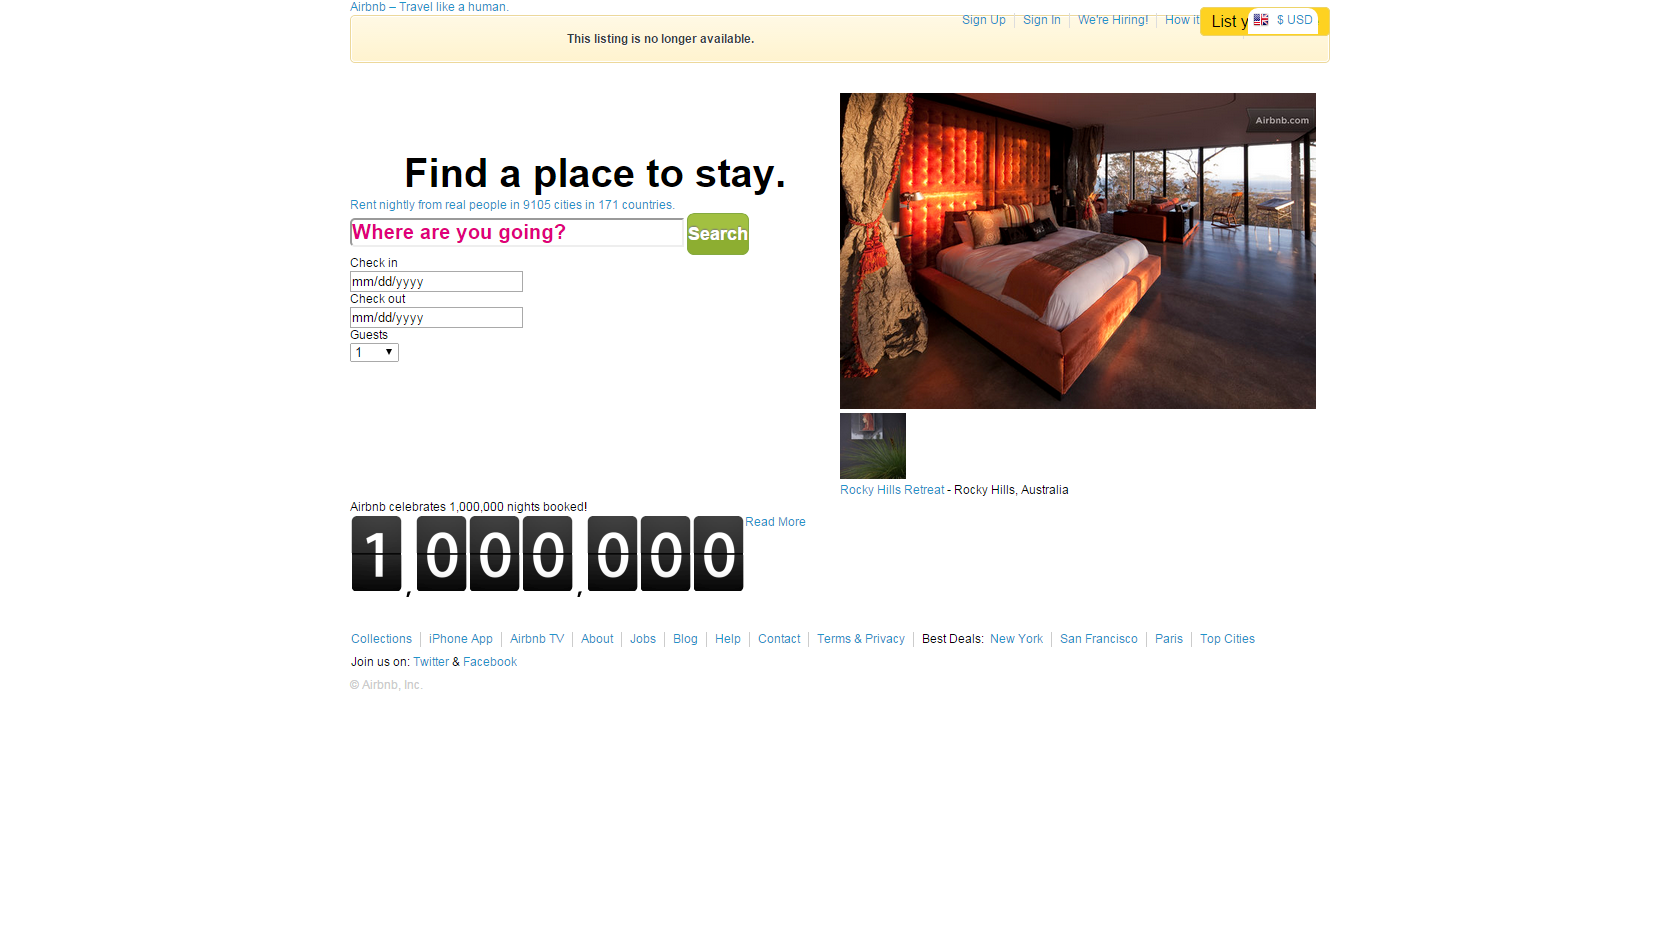 Airbnb – Travel like a human.
Sign Up
Sign In
We're Hiring!
How it
List y
$ USD
This listing is no longer available.
Airbnb.com
Find a place to stay.
Rent nightly from real people in 9105 cities in 171 countries.
Where are you going?
Search
Check in
mm/dd/yyyy
Check out
mm/dd/yyyy
Guests
1
Rocky Hills Retreat - Rocky Hills, Australia
Airbnb celebrates 1,000,000 nights booked!
1,000,000
Read More
Collections
iPhone App
Airbnb TV
About
Jobs
Blog
Help
Contact
Terms & Privacy
Best Deals:
New York
San Francisco
Paris
Top Cities
Join us on: Twitter & Facebook
© Airbnb, Inc.